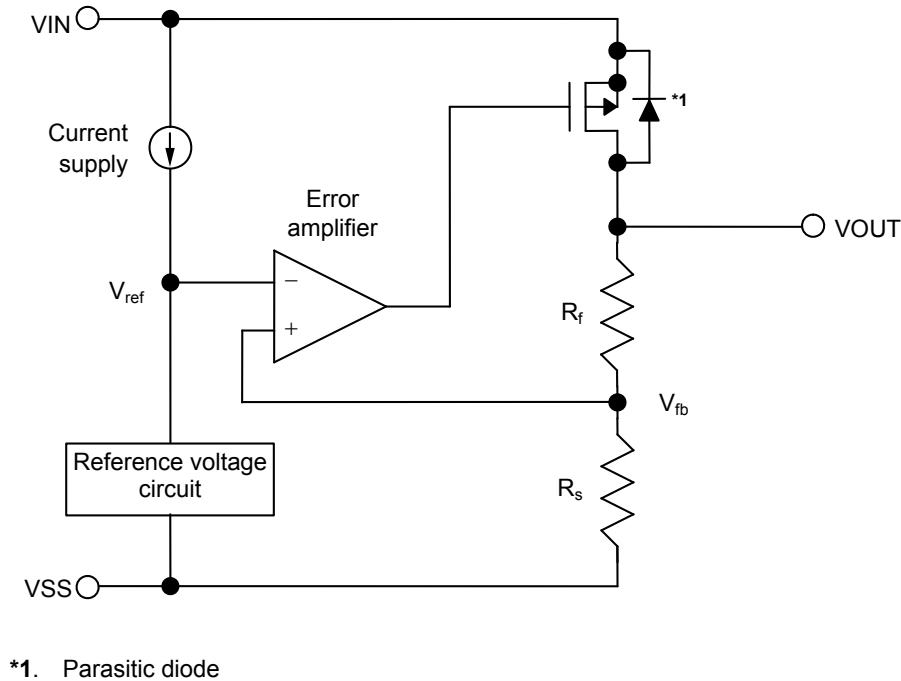 VIN
*1
Current
supply
Error
amplifier
VOUT
Vref
−
+
Rf
Vfb
Reference voltage
circuit
Rs
VSS
*1. Parasitic diode